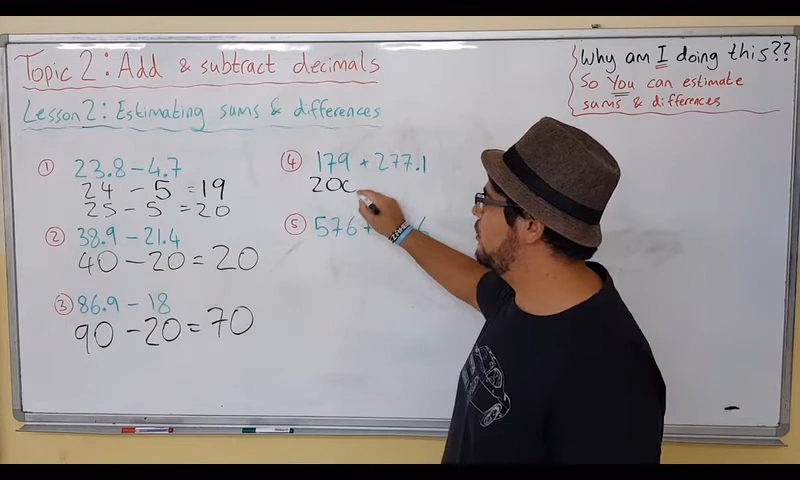 Topic 2: Add & subtract decimals
Lesson 2: Estimating sums & differences
Why am I doing this??
So You can estimate
sums & differences
① 23.8 - 4.7
24 - 5 = 19
25 - 5 = 20
② 38.9 - 21.4
40 - 20 = 20
③ 86.9 - 18
90 - 20 = 70
④ 179 + 277.1
20
⑤ 576 + 6